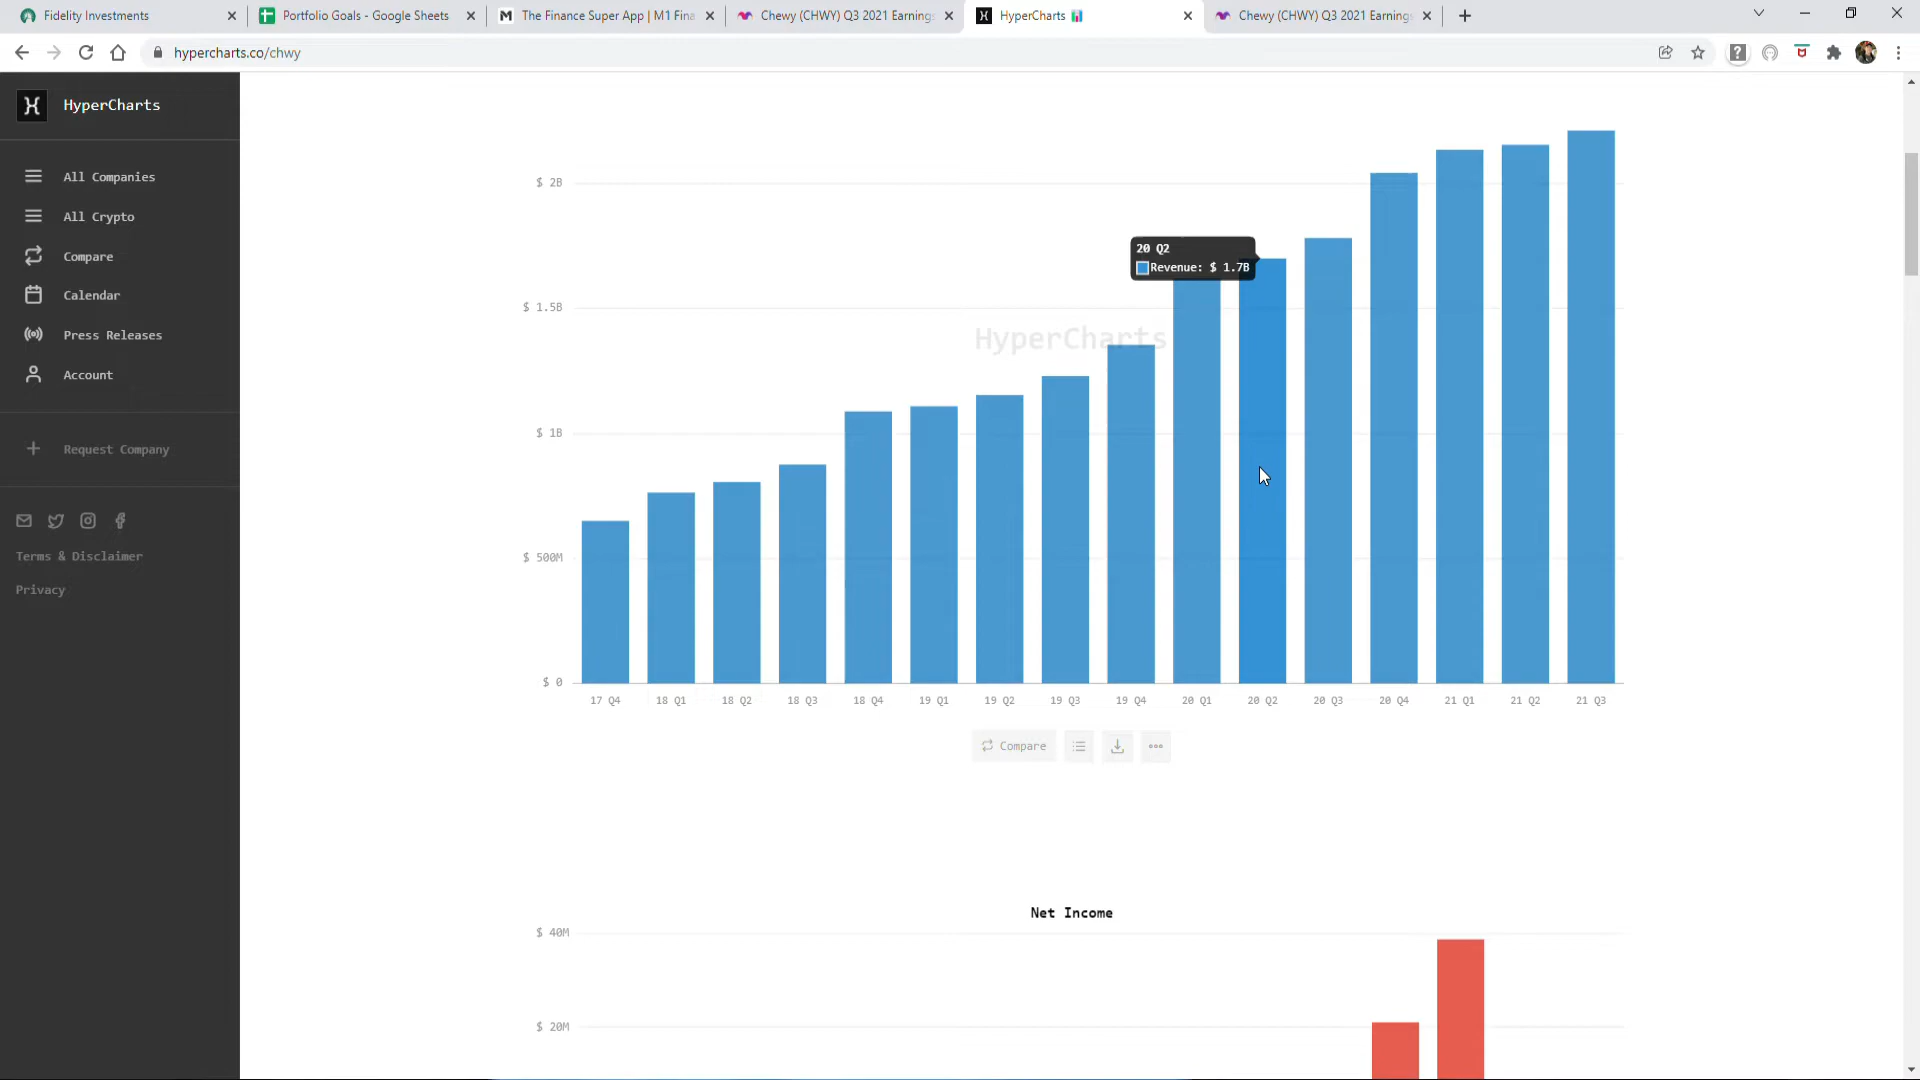 Fidelity Investments
Portfolio Goals - Google Sheets
The Finance Super App | M1 Fina
Chewy (CHWY) Q3 2021 Earning
HyperCharts
Chewy (CHWY) Q3 2021 Earning
hypercharts.co/chwy
HyperCharts
All Companies
All Crypto
Compare
Calendar
Press Releases
Account
Request Company
Terms & Disclaimer
Privacy
$ 2B
$ 1.5B
$ 1B
$ 500M
$ 0
20 Q2
Revenue: $ 1.7B
HyperCharts
17 Q4 18 Q1 18 Q2 18 Q3 18 Q4 19 Q1 19 Q2 19 Q3 19 Q4 20 Q1 20 Q2 20 Q3 20 Q4 21 Q1 21 Q2 21 Q3
Compare
Net Income
$ 40M
$ 20M